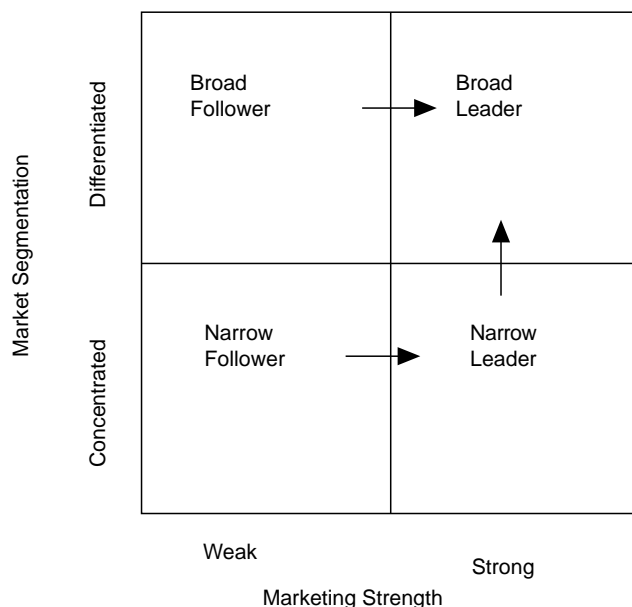 Market Segmentation
Differentiated
Concentrated
Broad
Follower
Broad
Leader
Narrow
Follower
Narrow
Leader
Weak
Strong
Marketing Strength